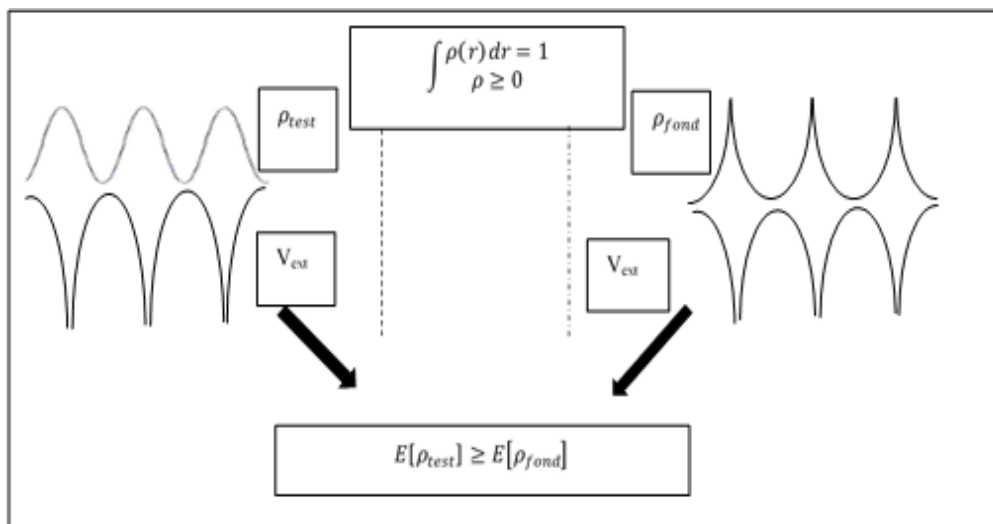 ∫ρ(r)dr = 1
ρ ≥ 0
ρ_test
ρ_fond
V_ext
V_ext
E[ρ_test] ≥ E[ρ_fond]